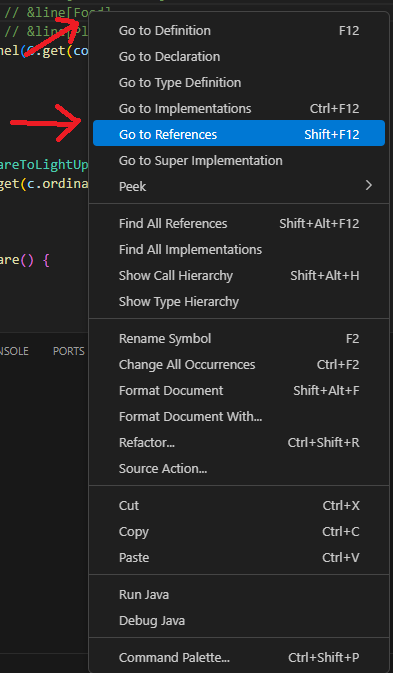 // &line[Food]
Go to Definition F12
// &line[Pl
Go to Declaration
nel(c.get(co
Go to Type Definition
Go to Implementations Ctrl+F12
Go to References Shift+F12
areToLightUp
Go to Super Implementation
get(c.ordina
Peek
Find All References Shift+Alt+F12
Find All Implementations
are() {
Show Call Hierarchy Shift+Alt+H
Show Type Hierarchy
Rename Symbol F2
NSOLE PORTS
Change All Occurrences Ctrl+F2
Format Document Shift+Alt+F
Format Document With...
Refactor... Ctrl+Shift+R
Source Action...
Cut Ctrl+X
Copy Ctrl+C
Paste Ctrl+V
Run Java
Debug Java
Command Palette... Ctrl+Shift+P